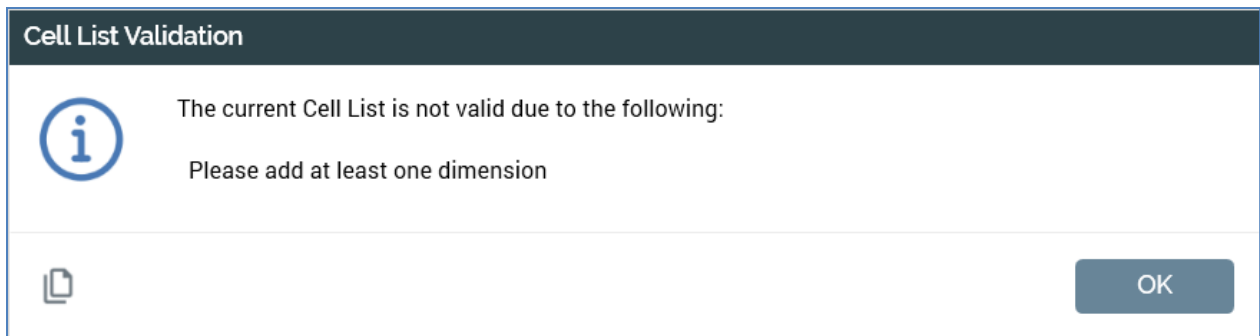 Cell List Validation
The current Cell List is not valid due to the following:
Please add at least one dimension
OK